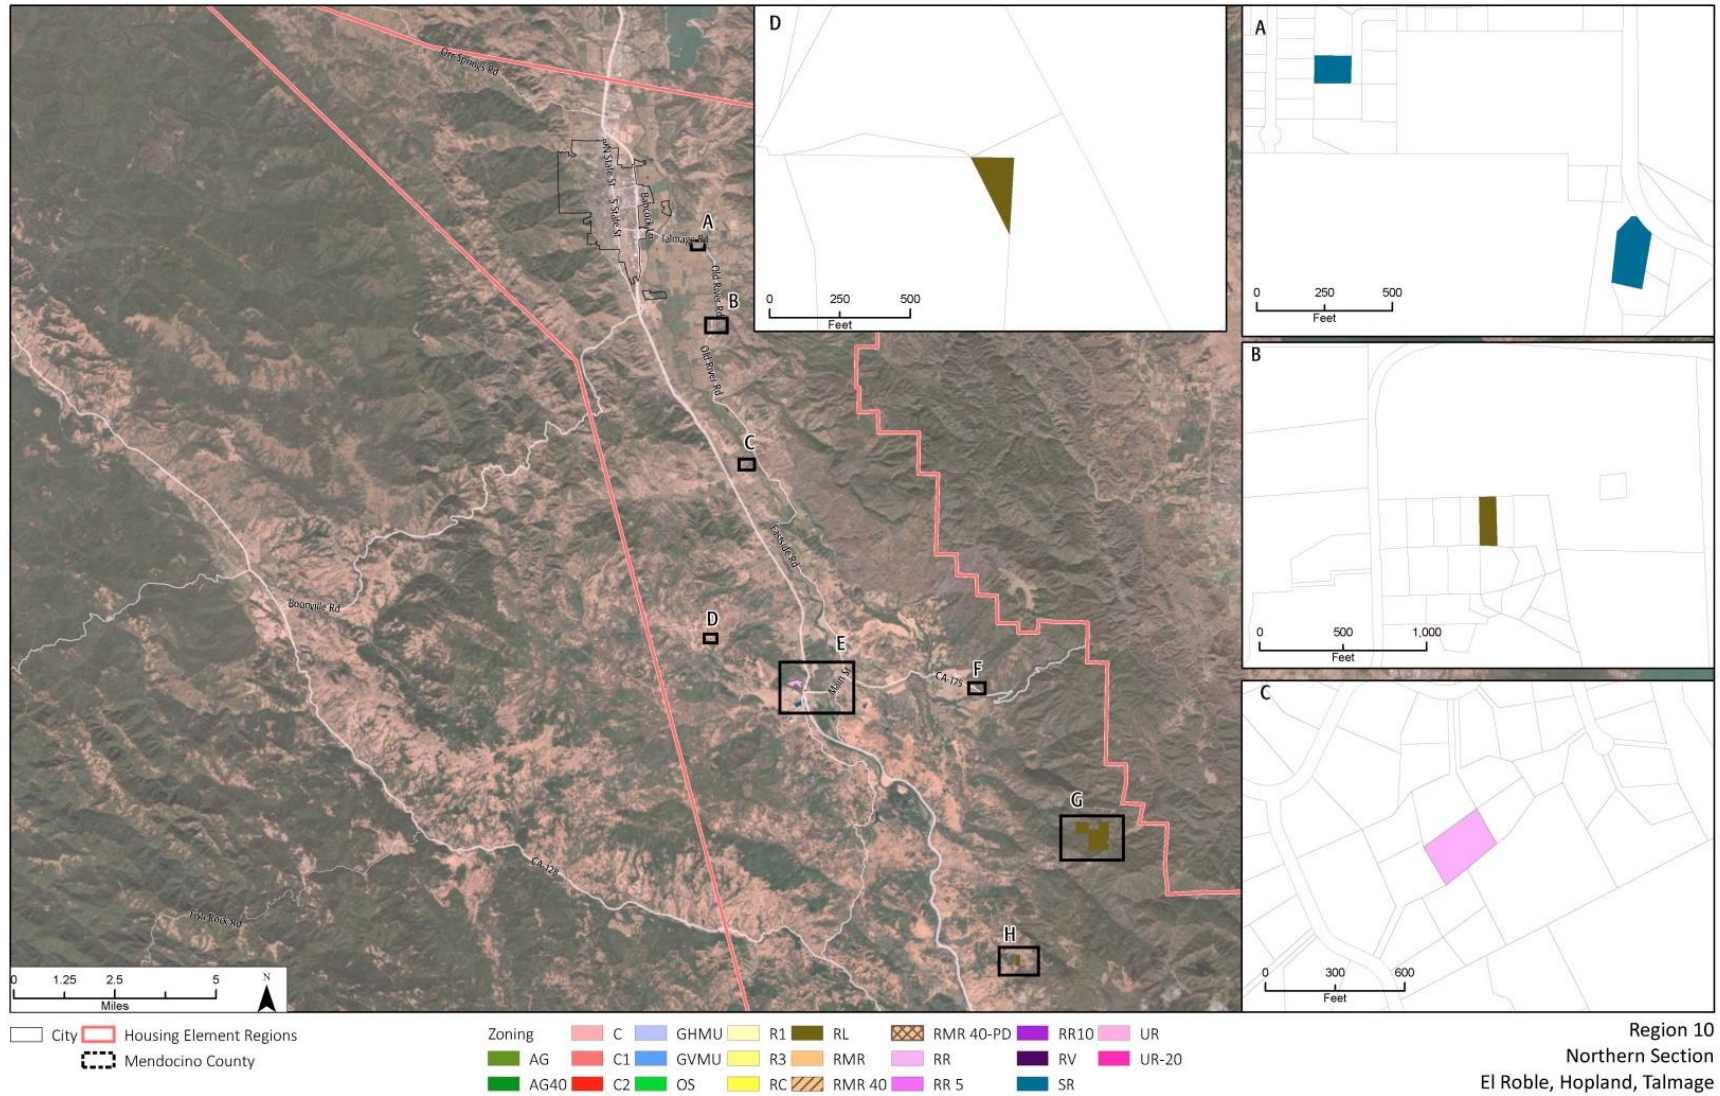 D
A
Orr Springs Rd
N State St
S State St
Babcock Ln
A
Talmage Rd
Old River Rd
B
Old River Rd
C
0 250 500
Feet
0 250 500
Feet
B
Eastside Rd
Boonville Rd
D
E
Main St
CA-175
F
0 500 1,000
Feet
C
G
CA-128
Fish Rock Rd
H
0 300 600
Feet
0 1.25 2.5 5
Miles
N
City
Housing Element Regions
Mendocino County
Zoning
AG
AG40
C
C1
C2
GHMU
GVMU
OS
R1
R3
RC
RL
RMR
RMR 40
RMR 40-PD
RR
RR 5
RR10
RV
SR
UR
UR-20
Region 10
Northern Section
El Roble, Hopland, Talmage